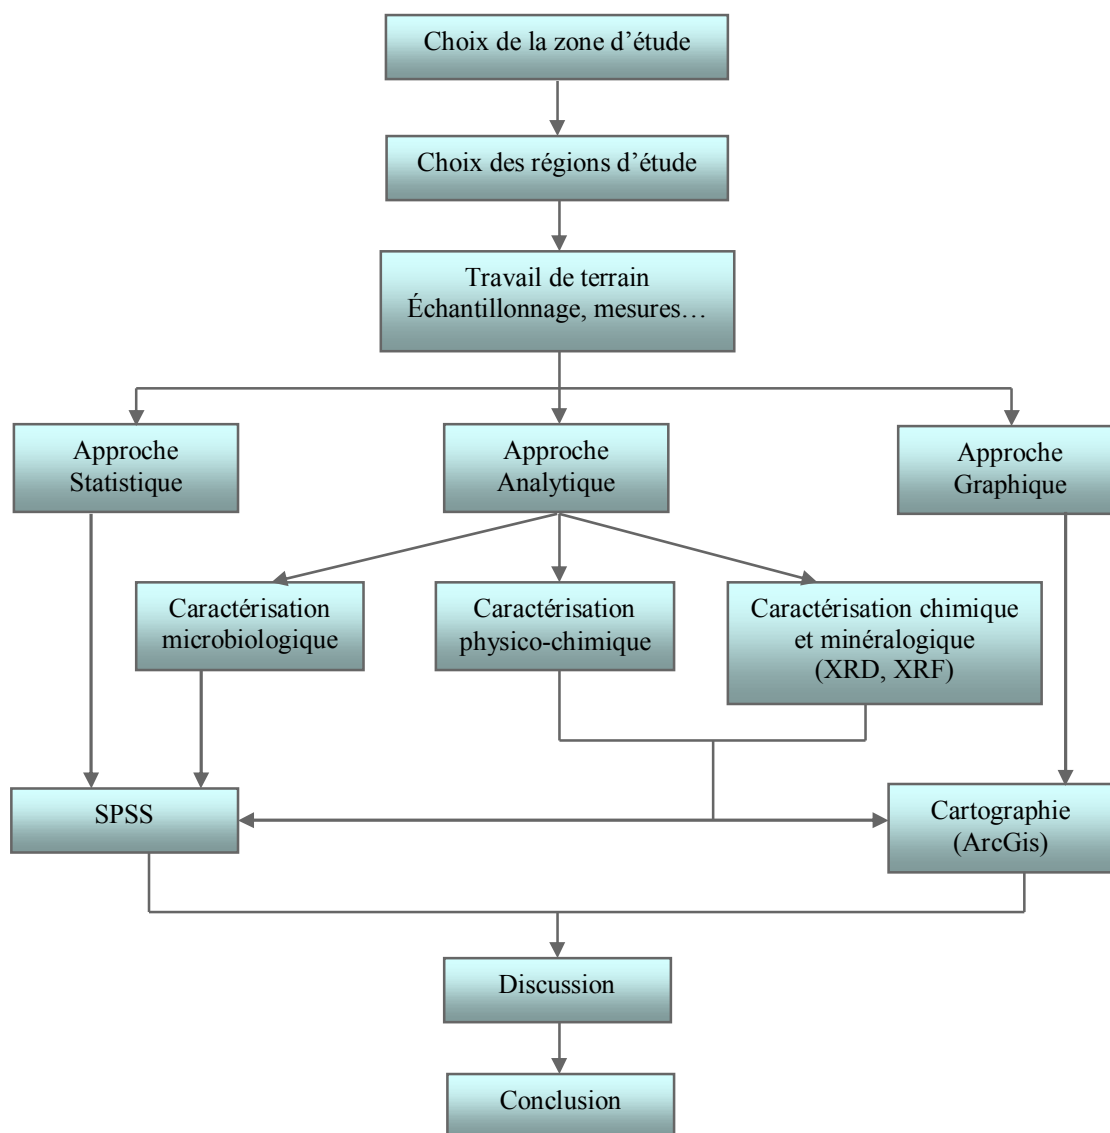 Choix de la zone d’étude
Choix des régions d’étude
Travail de terrain
Échantillonnage, mesures…
Approche
Statistique
Approche
Analytique
Approche
Graphique
Caractérisation
microbiologique
Caractérisation
physico-chimique
Caractérisation chimique
et minéralogique
(XRD, XRF)
SPSS
Cartographie
(ArcGis)
Discussion
Conclusion